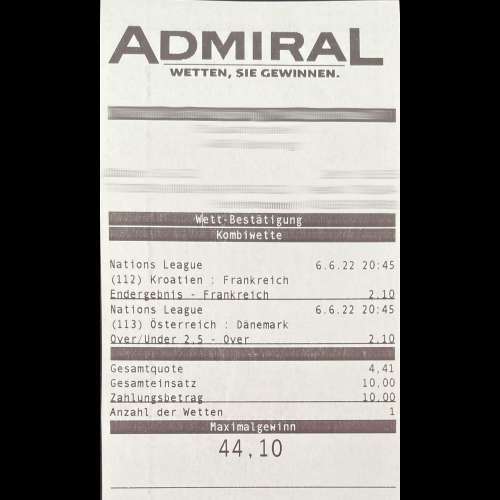 ADMIRAL
WETTEN, SIE GEWINNEN.
Wett-Bestätigung
Kombiwette
Nations League 6.6.22 20:45
(112) Kroatien : Frankreich
Endergebnis - Frankreich 2,10
Nations League 6.6.22 20:45
(113) Österreich : Dänemark
Over/Under 2,5 - Over 2,10
Gesamtquote 4,41
Gesamteinsatz 10,00
Zahlungsbetrag 10,00
Anzahl der Wetten 1
Maximalgewinn
44,10